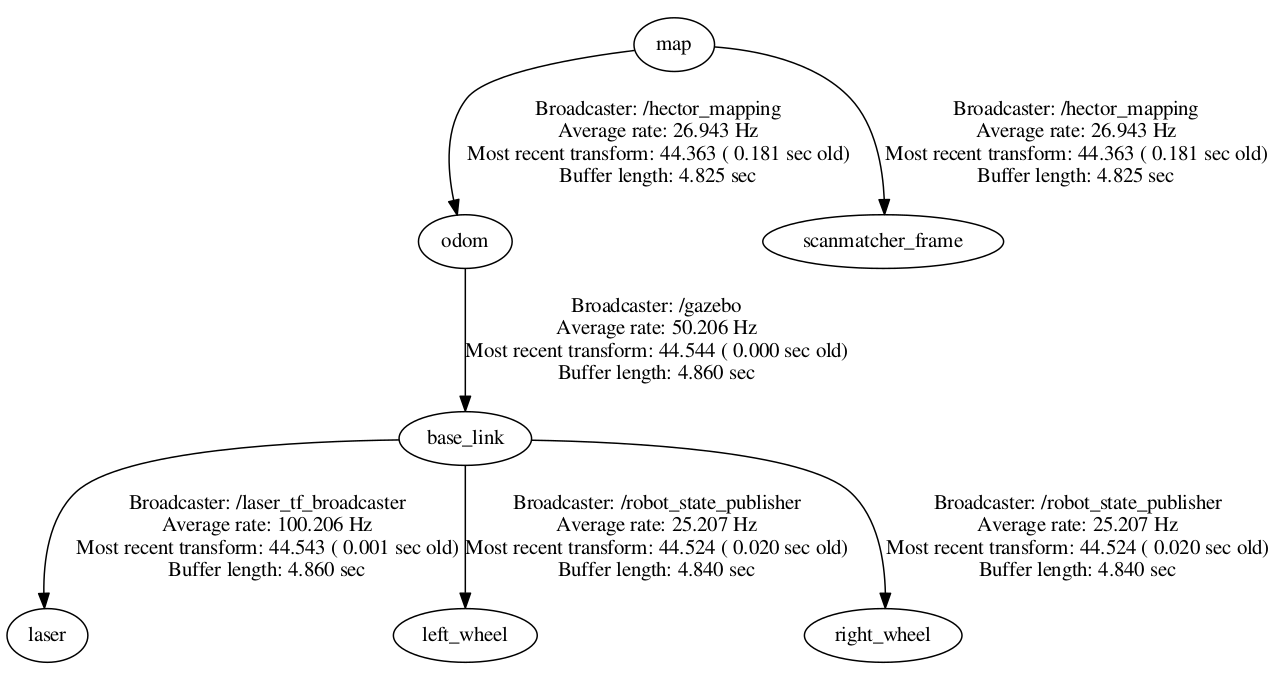 map
Broadcaster: /hector_mapping
Average rate: 26.943 Hz
Most recent transform: 44.363 ( 0.181 sec old)
Buffer length: 4.825 sec
Broadcaster: /hector_mapping
Average rate: 26.943 Hz
Most recent transform: 44.363 ( 0.181 sec old)
Buffer length: 4.825 sec
odom
scanmatcher_frame
Broadcaster: /gazebo
Average rate: 50.206 Hz
Most recent transform: 44.544 ( 0.000 sec old)
Buffer length: 4.860 sec
base_link
Broadcaster: /laser_tf_broadcaster
Average rate: 100.206 Hz
Most recent transform: 44.543 ( 0.001 sec old)
Buffer length: 4.860 sec
Broadcaster: /robot_state_publisher
Average rate: 25.207 Hz
Most recent transform: 44.524 ( 0.020 sec old)
Buffer length: 4.840 sec
Broadcaster: /robot_state_publisher
Average rate: 25.207 Hz
Most recent transform: 44.524 ( 0.020 sec old)
Buffer length: 4.840 sec
laser
left_wheel
right_wheel